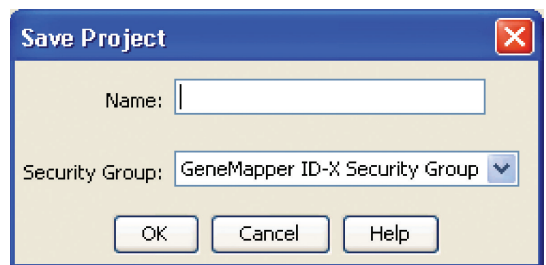 Save Project
Name:
Security Group: GeneMapper ID-X Security Group
OK Cancel Help